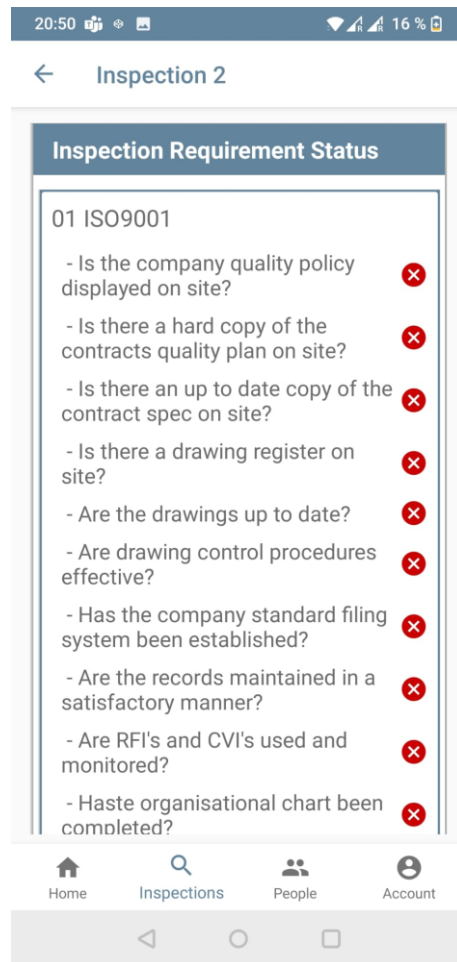 20:50
16 %
Inspection 2
Inspection Requirement Status
01 ISO9001
- Is the company quality policy
displayed on site?
- Is there a hard copy of the
contracts quality plan on site?
- Is there an up to date copy of the
contract spec on site?
- Is there a drawing register on
site?
- Are the drawings up to date?
- Are drawing control procedures
effective?
- Has the company standard filing
system been established?
- Are the records maintained in a
satisfactory manner?
- Are RFI's and CVI's used and
monitored?
- Haste organisational chart been
completed?
Home Inspections People Account